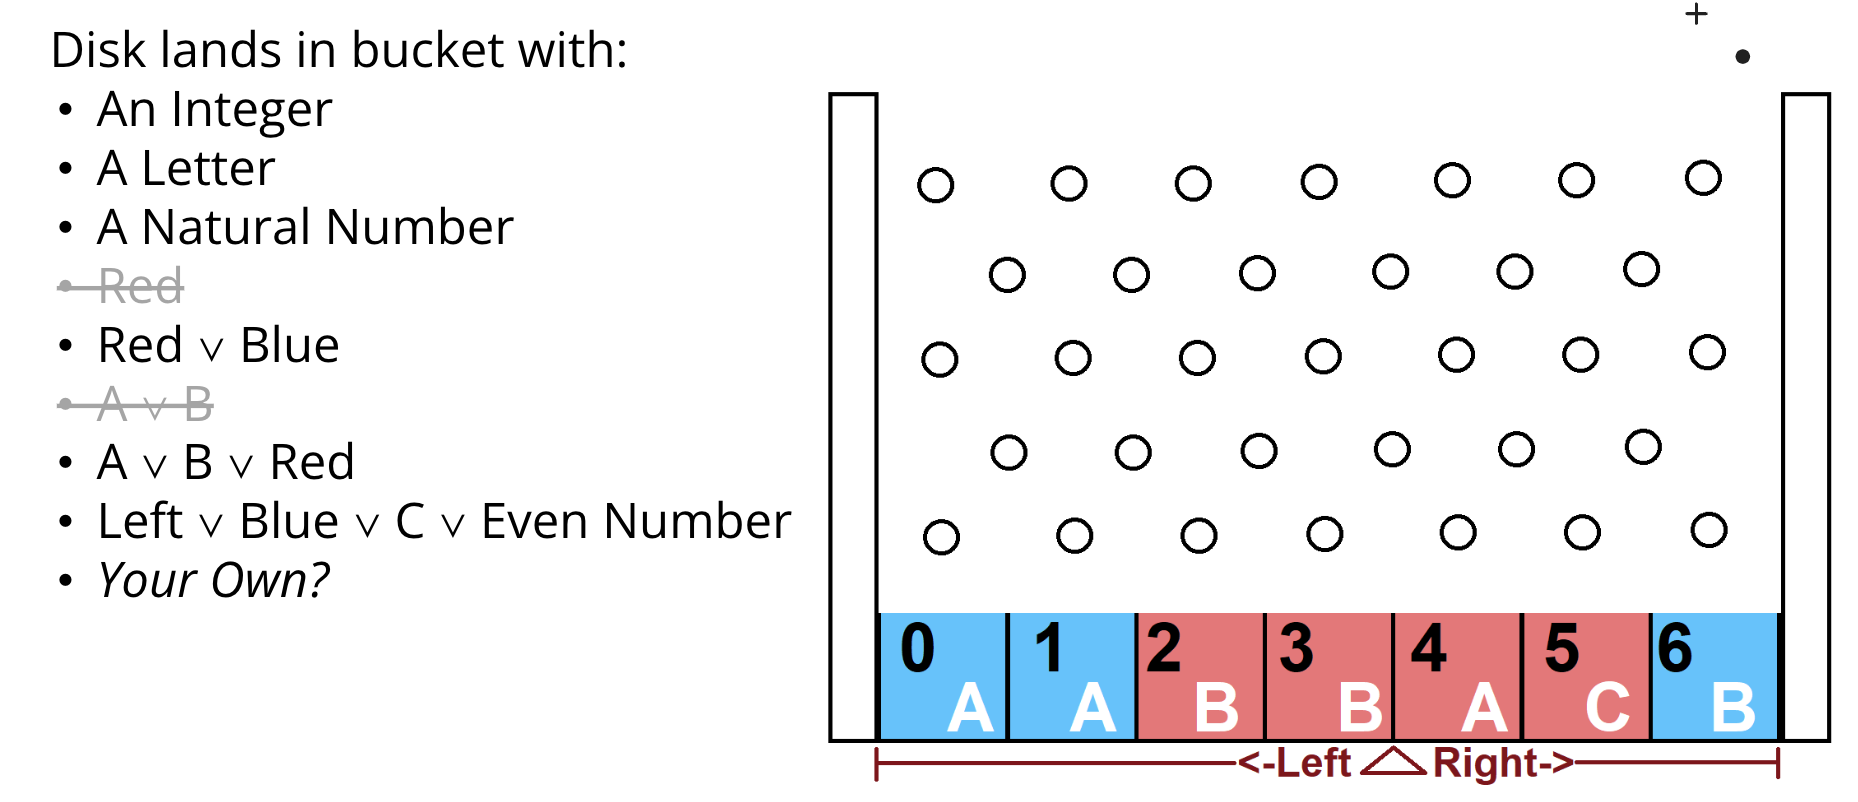 Disk lands in bucket with:
• An Integer
• A Letter
• A Natural Number
• Red
• Red ∨ Blue
• A ∨ B
• A ∨ B ∨ Red
• Left ∨ Blue ∨ C ∨ Even Number
• Your Own?
+
•
0 1 2 3 4 5 6
A A B B A C B
<-Left Right->